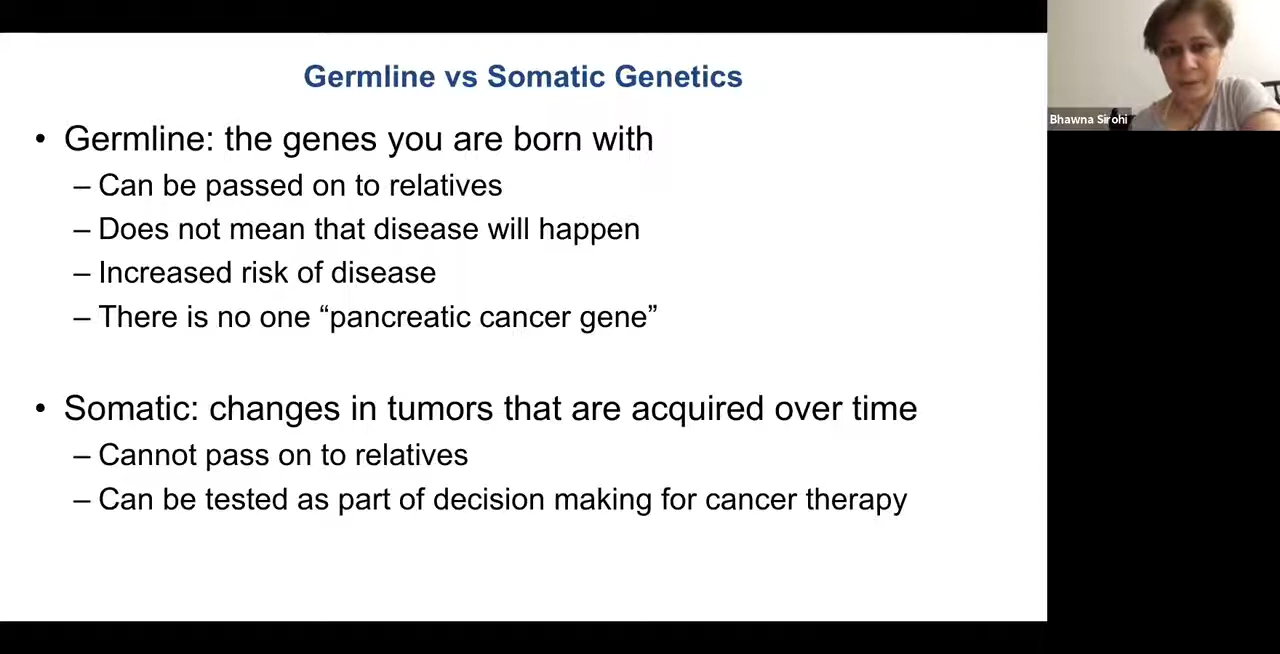 Germline vs Somatic Genetics
• Germline: the genes you are born with
– Can be passed on to relatives
– Does not mean that disease will happen
– Increased risk of disease
– There is no one “pancreatic cancer gene”
• Somatic: changes in tumors that are acquired over time
– Cannot pass on to relatives
– Can be tested as part of decision making for cancer therapy
Bhawna Sirohi